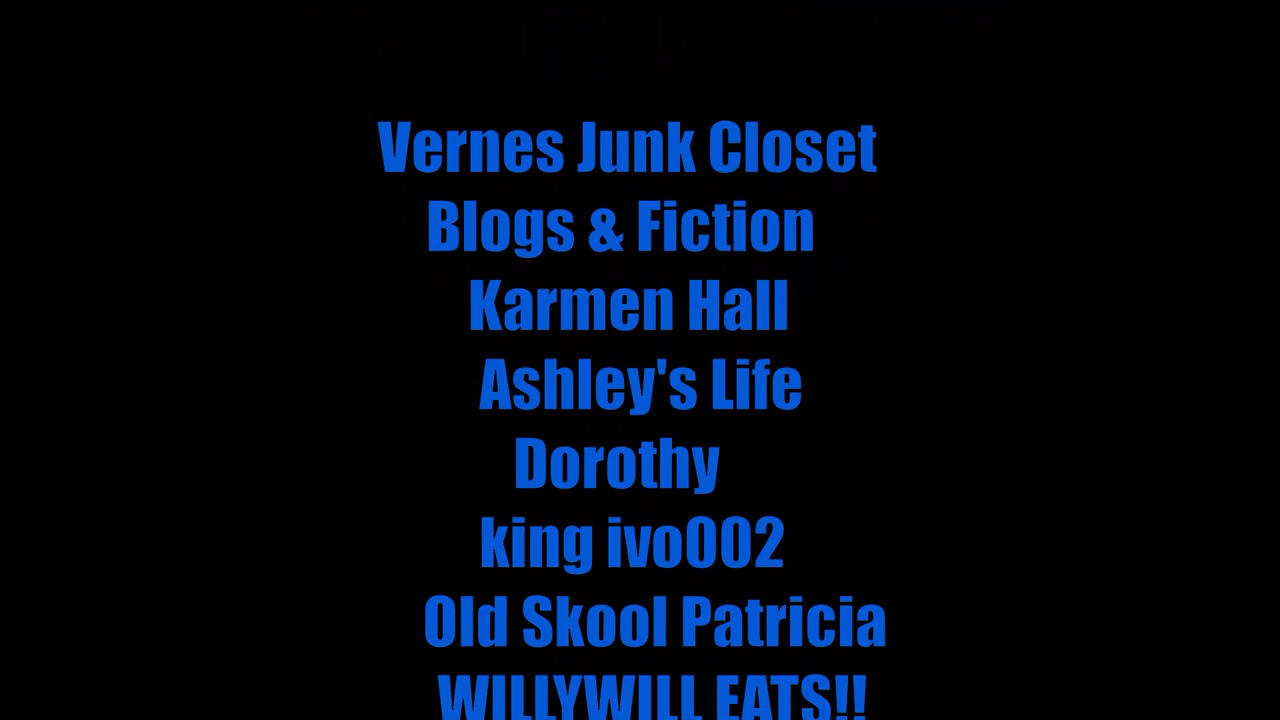 Vernes Junk Closet
Blogs & Fiction
Karmen Hall
Ashley's Life
Dorothy
king ivo002
Old Skool Patricia
WILLYWILL EATS!!